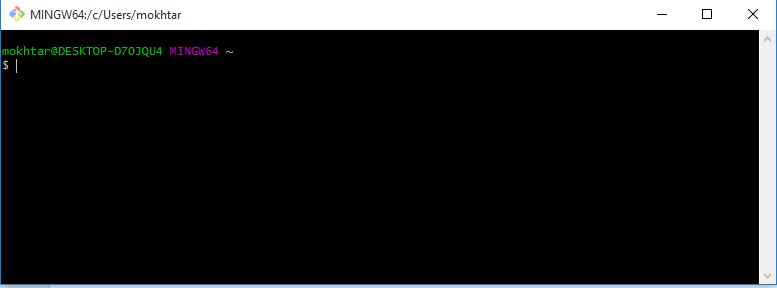 MINGW64:/c/Users/mokhtar
mokhtar@DESKTOP-D7OJQU4 MINGW64 ~
$